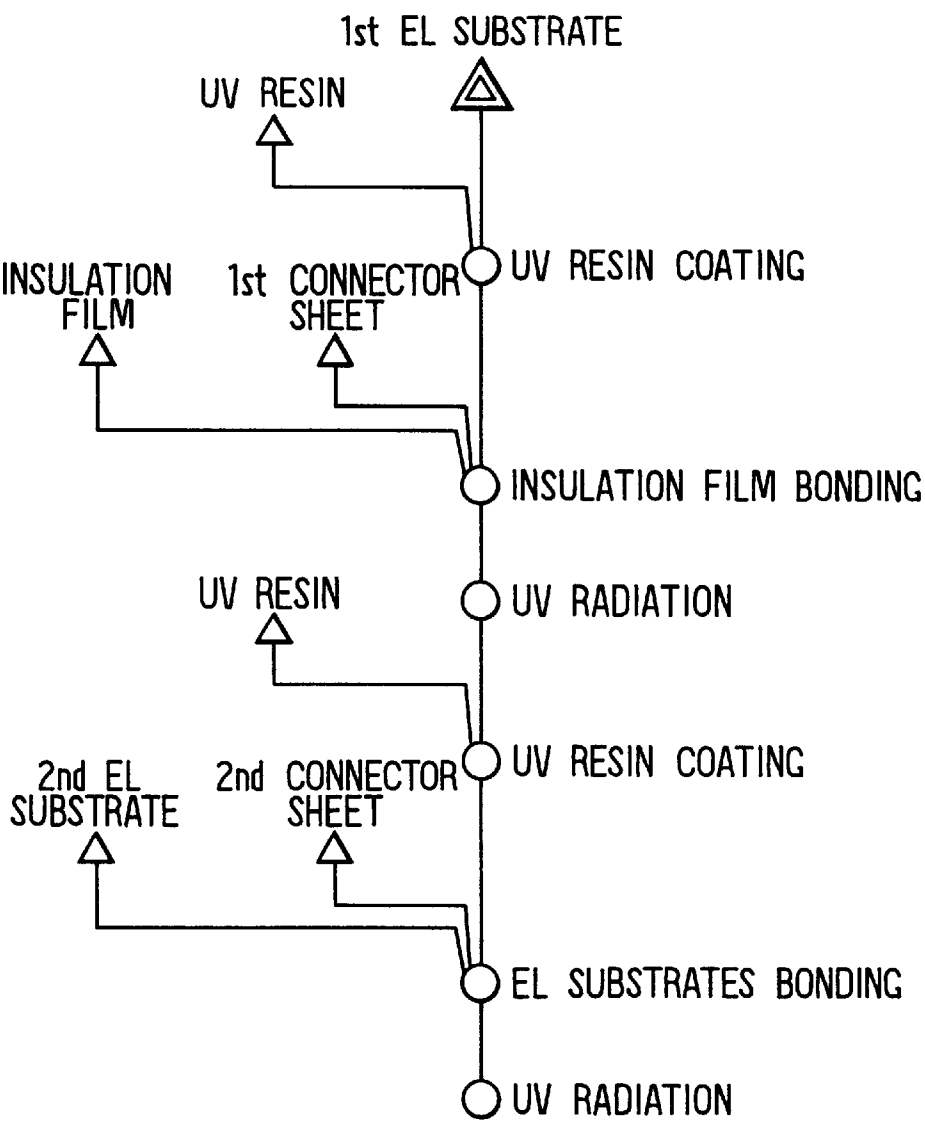 1st EL SUBSTRATE
UV RESIN
UV RESIN COATING
INSULATION
FILM
1st CONNECTOR
SHEET
INSULATION FILM BONDING
UV RADIATION
UV RESIN
UV RESIN COATING
2nd EL
SUBSTRATE
2nd CONNECTOR
SHEET
EL SUBSTRATES BONDING
UV RADIATION